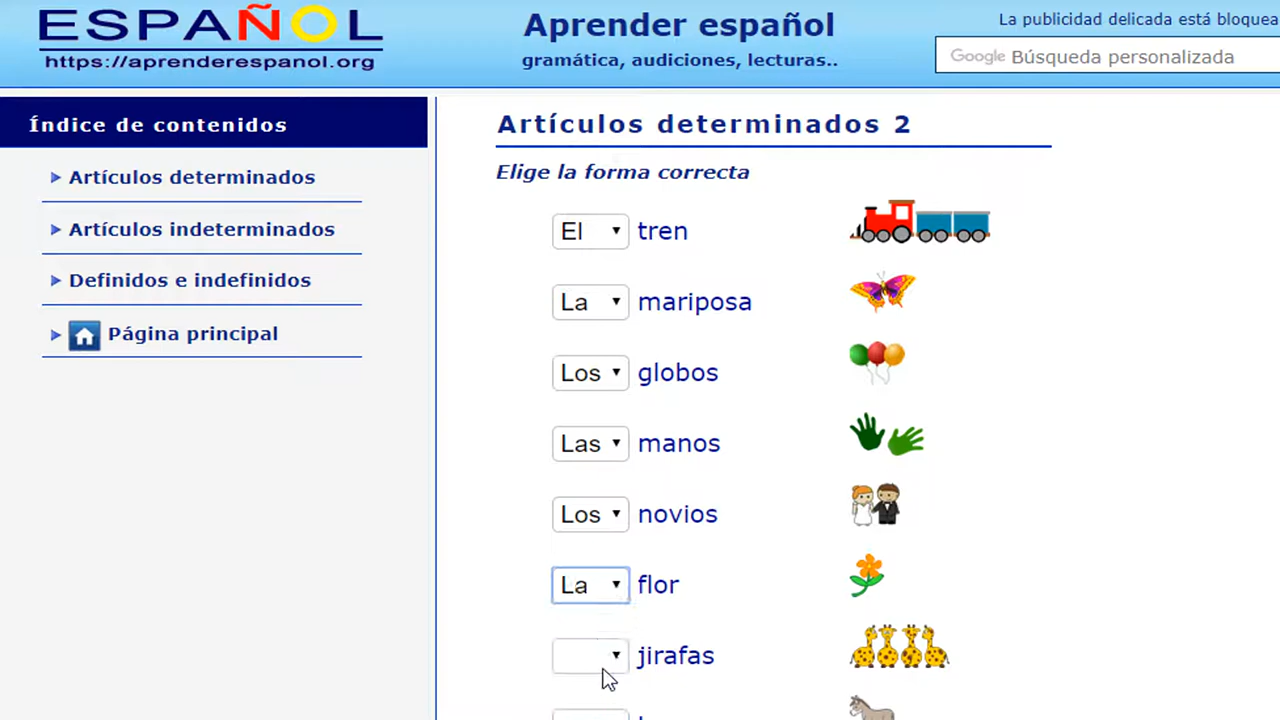 ESPAÑOL
https://aprenderespanol.org
Aprender español
gramática, audiciones, lecturas..
La publicidad delicada está bloquea
Google Búsqueda personalizada
Índice de contenidos
Artículos determinados
Artículos indeterminados
Definidos e indefinidos
Página principal
Artículos determinados 2
Elige la forma correcta
El tren
La mariposa
Los globos
Las manos
Los novios
La flor
jirafas